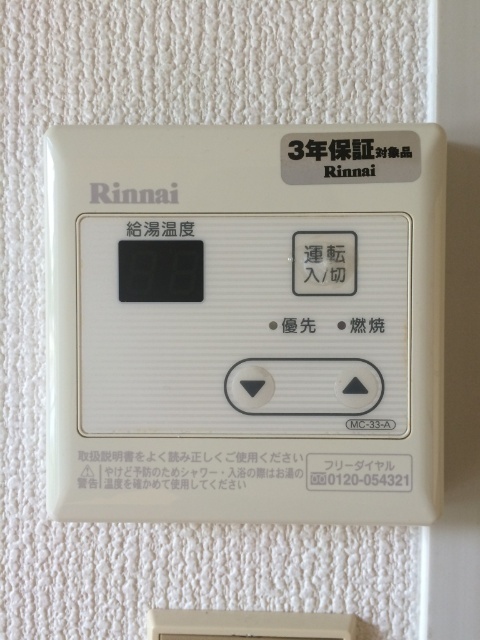 3年保証対象品
Rinnai
Rinnai
給湯温度
運転
入/切
優先
燃焼
▼
▲
MC-33-A
取扱説明書をよく読み正しくご使用ください
警告
やけど予防のためシャワー・入浴の際はお湯の
温度を確かめて使用してください
フリーダイヤル
0120-054321